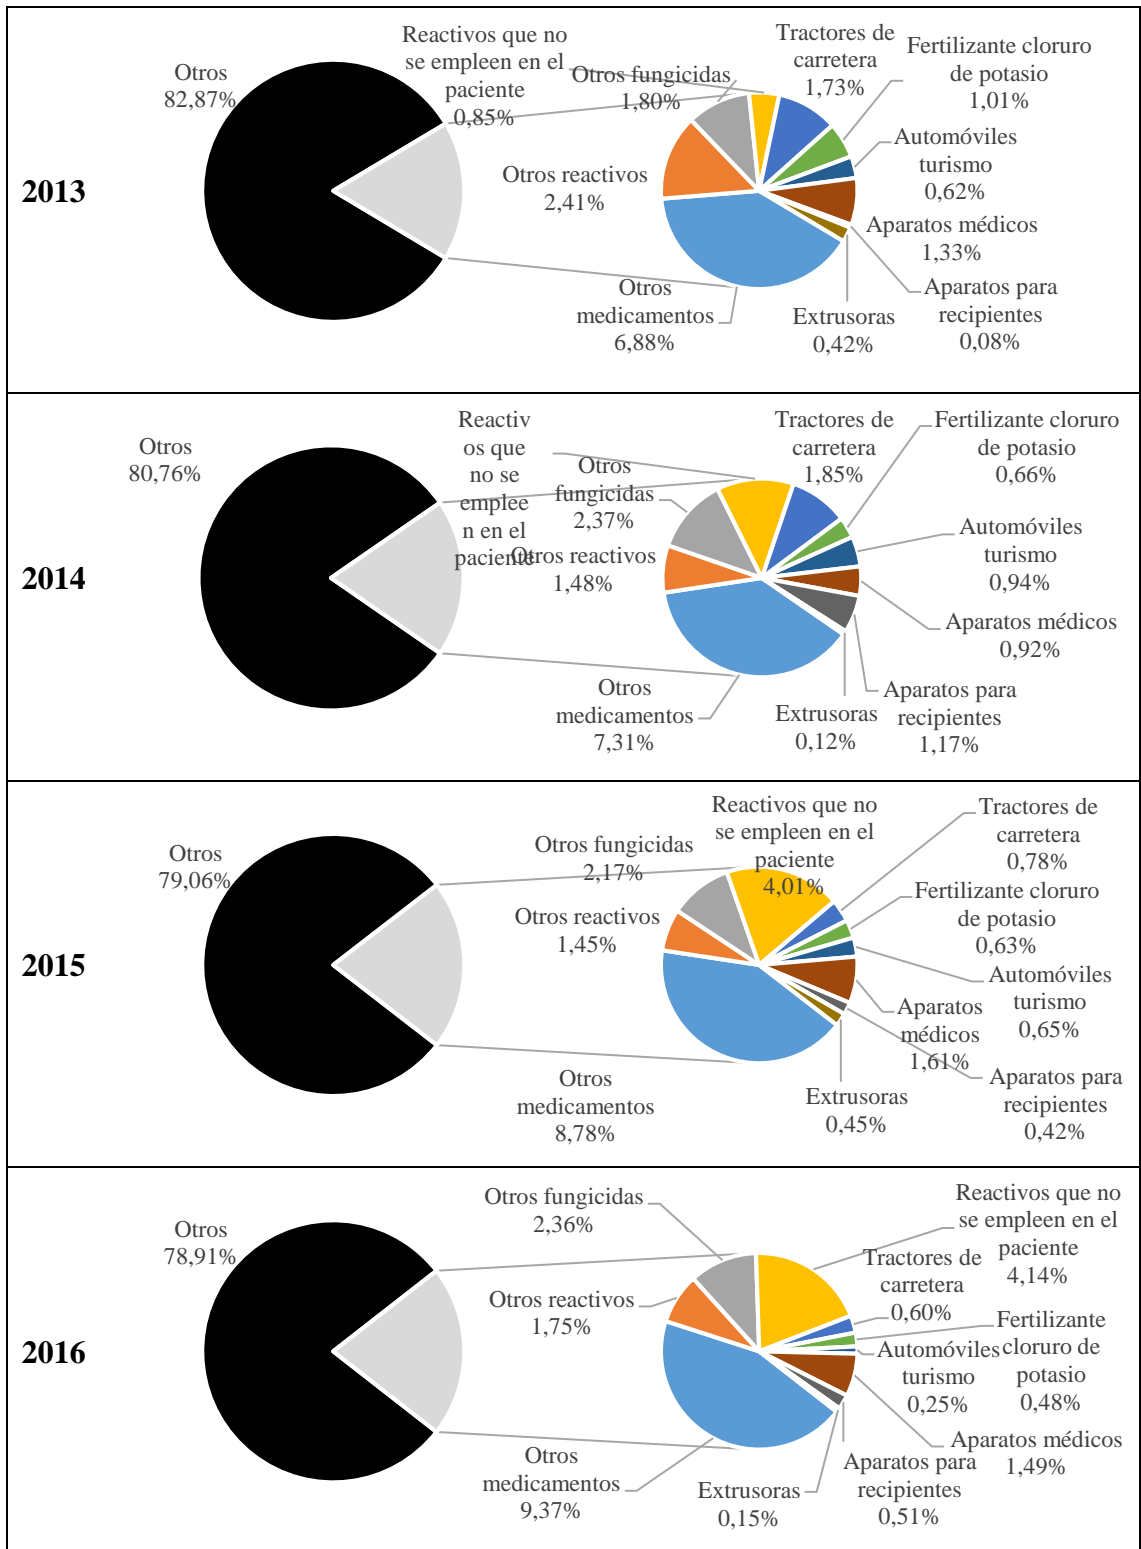 2013
Otros
82,87%
Reactivos que no
se empleen en el
paciente
0,85%
Otros fungicidas
1,80%
Otros reactivos
2,41%
Otros
medicamentos
6,88%
Tractores de
carretera
1,73%
Fertilizante cloruro
de potasio
1,01%
Automóviles
turismo
0,62%
Aparatos médicos
1,33%
Aparatos para
recipientes
0,08%
Extrusoras
0,42%
2014
Otros
80,76%
Reactiv
os que
no se
emplee
n en el
paciente
Otros
fungicidas
2,37%
Otros reactivos
1,48%
Otros
medicamentos
7,31%
Tractores de
carretera
1,85%
Fertilizante cloruro
de potasio
0,66%
Automóviles
turismo
0,94%
Aparatos médicos
0,92%
Aparatos para
recipientes
1,17%
Extrusoras
0,12%
2015
Otros
79,06%
Otros fungicidas
2,17%
Otros reactivos
1,45%
Otros
medicamentos
8,78%
Reactivos que no
se empleen en el
paciente
4,01%
Tractores de
carretera
0,78%
Fertilizante cloruro
de potasio
0,63%
Automóviles
turismo
0,65%
Aparatos
médicos
1,61%
Aparatos para
recipientes
0,42%
Extrusoras
0,45%
2016
Otros
78,91%
Otros fungicidas
2,36%
Otros reactivos
1,75%
Otros
medicamentos
9,37%
Reactivos que no
se empleen en el
paciente
4,14%
Tractores de
carretera
0,60%
Fertilizante
cloruro de
potasio
0,48%
Automóviles
turismo
0,25%
Aparatos médicos
1,49%
Aparatos para
recipientes
0,51%
Extrusoras
0,15%